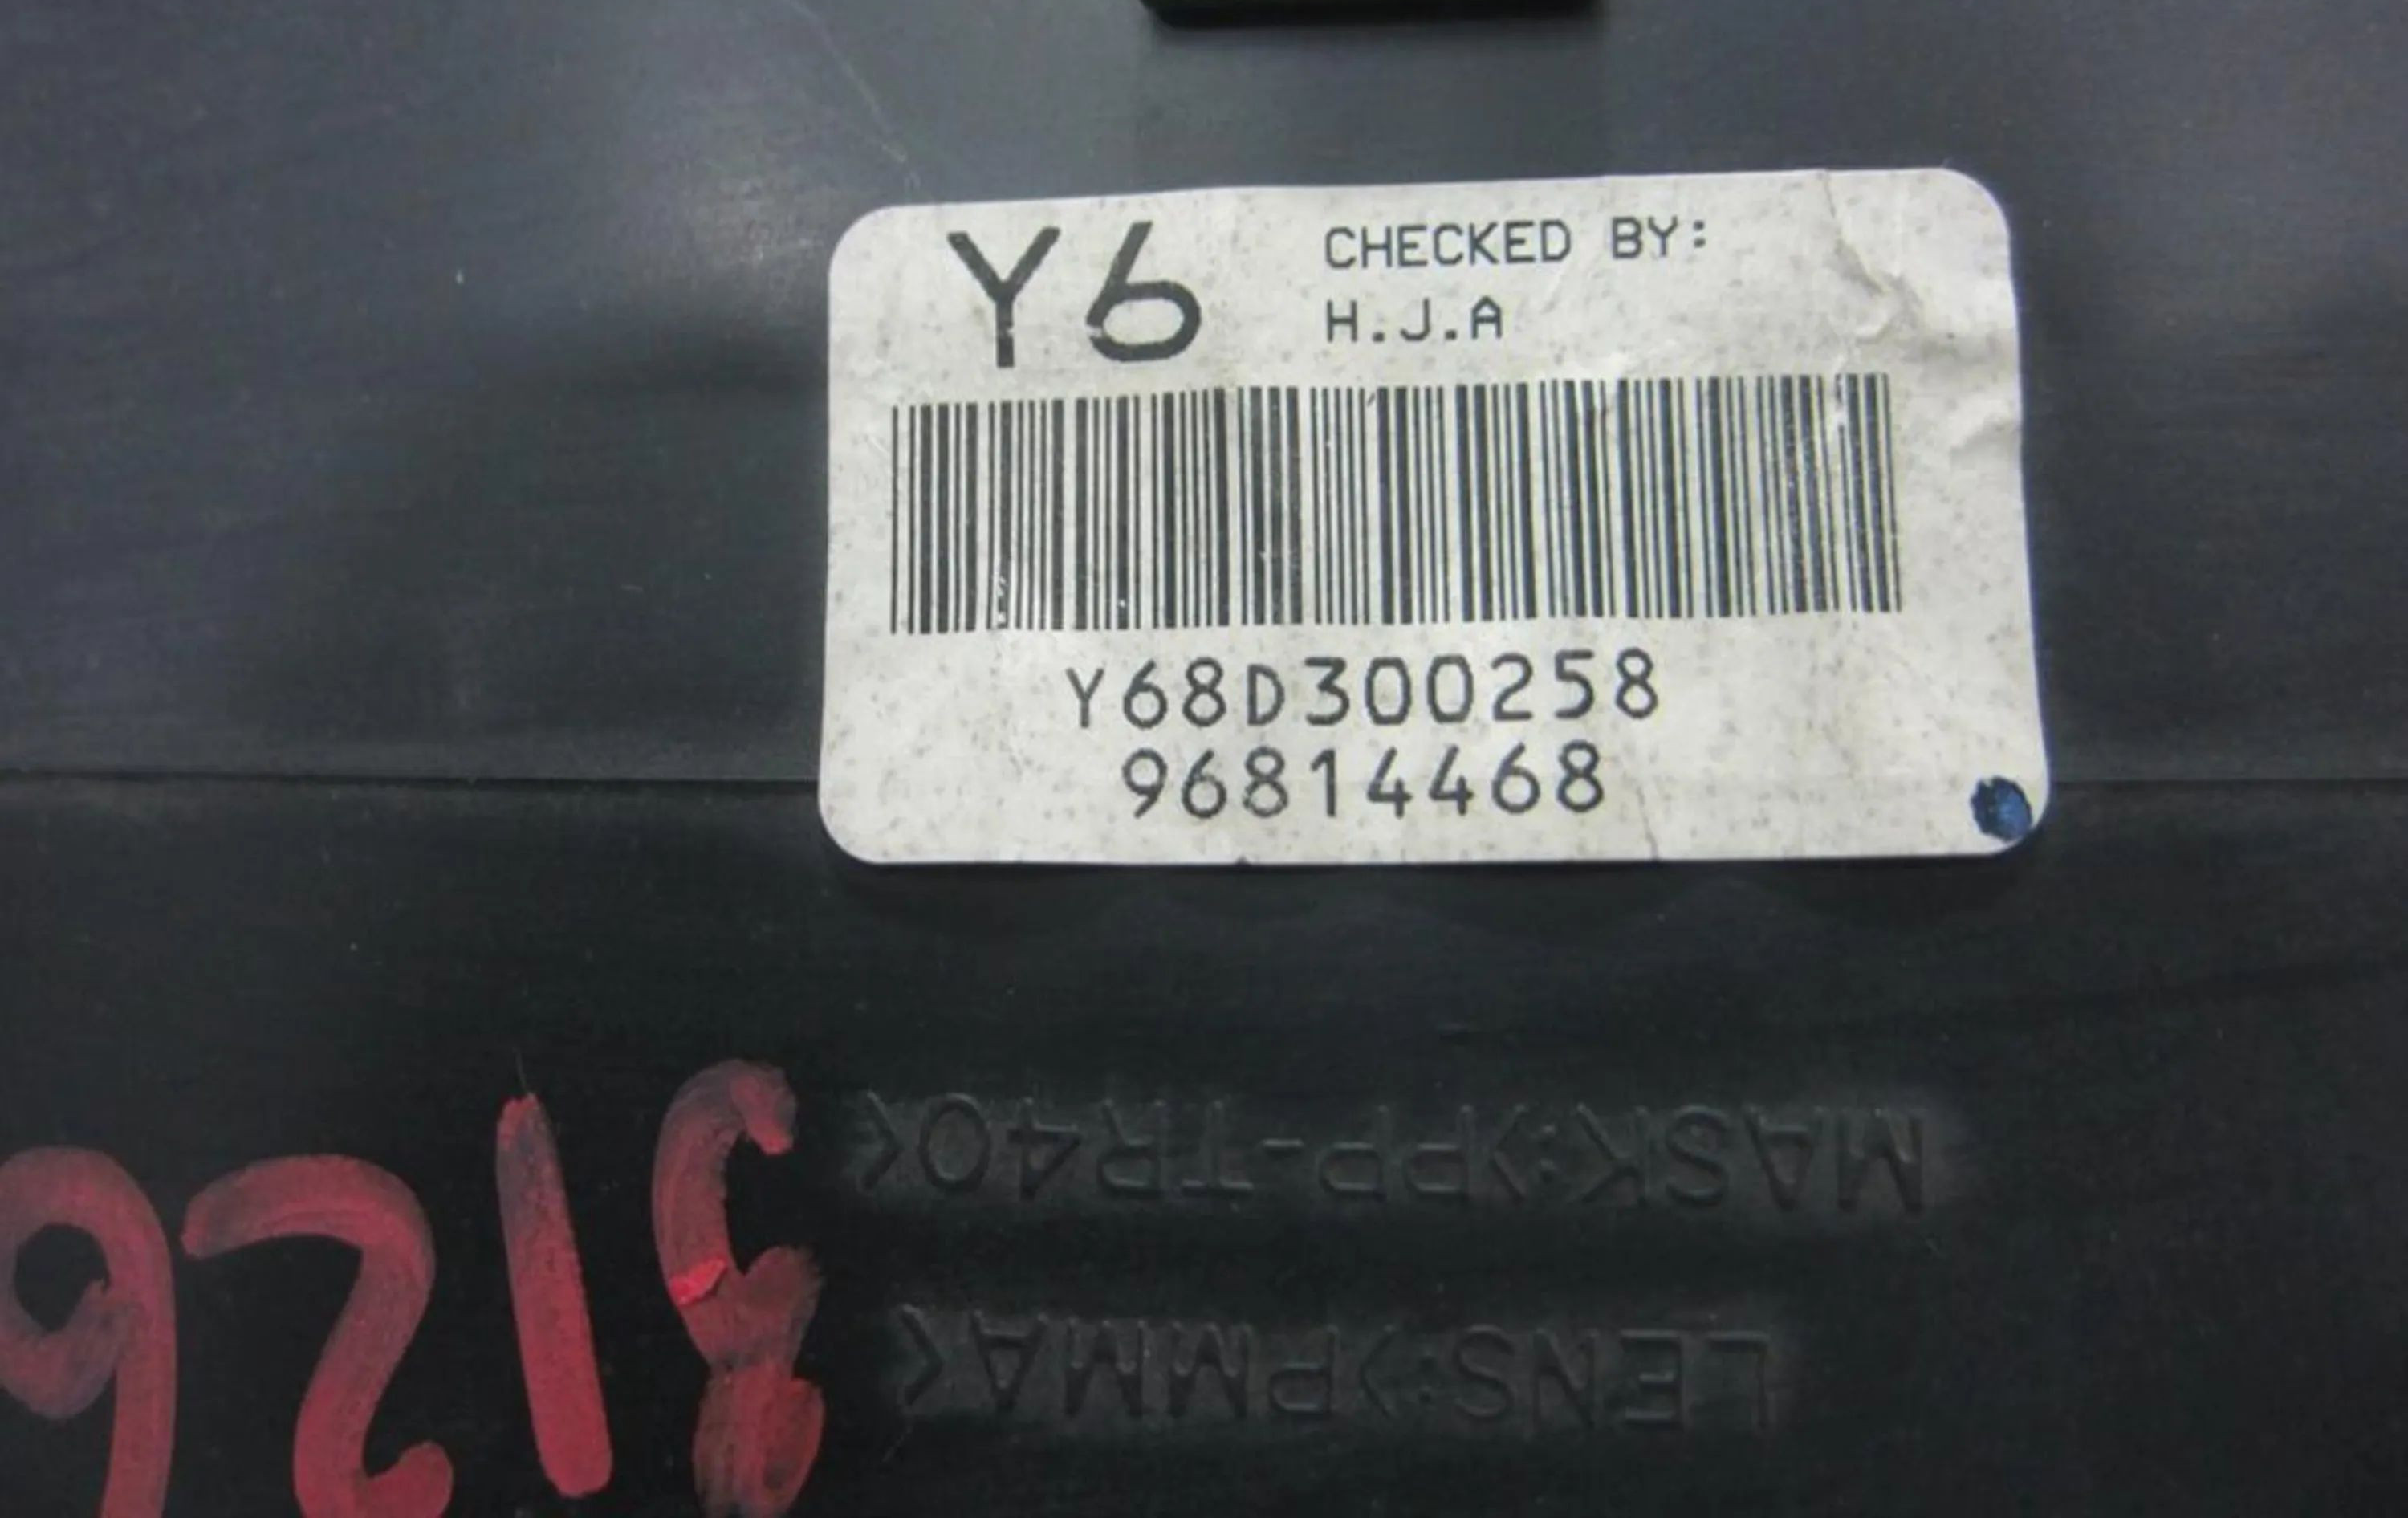 Y6
CHECKED BY:
H.J.A
Y68D300258
96814468
MASK:>PP-TR40<
LENS:>PMMA<